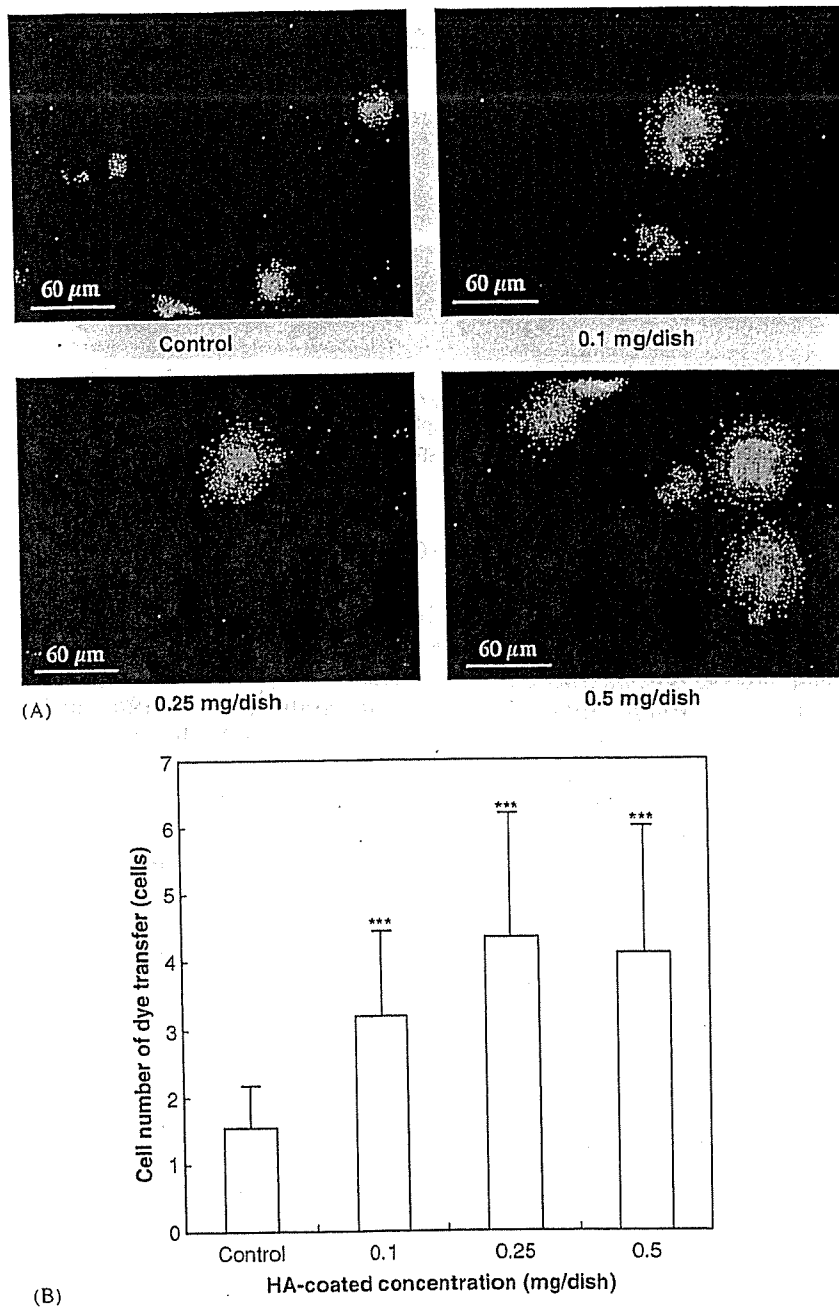 60 μm
Control
60 μm
0.1 mg/dish
60 μm
0.25 mg/dish
60 μm
0.5 mg/dish
(A)
7
6
5
4
3
2
1
0
Cell number of dye transfer (cells)
***
***
***
Control
0.1
0.25
0.5
HA-coated concentration (mg/dish)
(B)